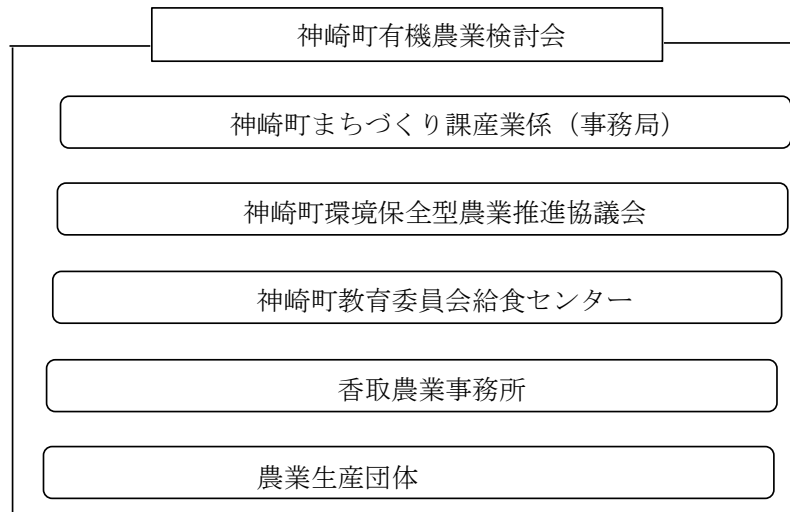 神崎町有機農業検討会
神崎町まちづくり課産業係（事務局）
神崎町環境保全型農業推進協議会
神崎町教育委員会給食センター
香取農業事務所
農業生産団体